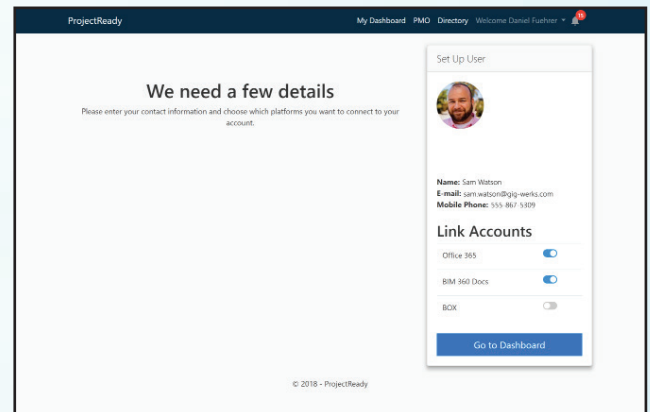 ProjectReady
My Dashboard PMO Directory Welcome Daniel Fuehrer
15
Set Up User
We need a few details
Please enter your contact information and choose which platforms you want to connect to your
account.
Name: Sam Watson
E-mail: sam.watson@gig-werks.com
Mobile Phone: 555-867-5309
Link Accounts
Office 365
BIM 360 Docs
BOX
Go to Dashboard
© 2018 - ProjectReady